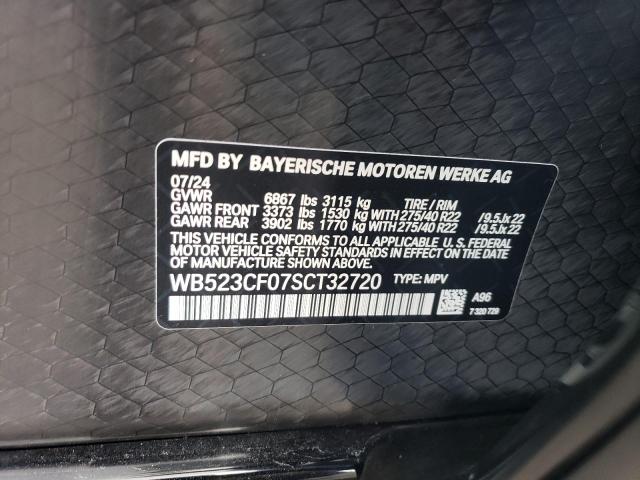 MFD BY BAYERISCHE MOTOREN WERKE AG
07/24
GVWR 6867 lbs 3115 kg TIRE / RIM
GAWR FRONT 3373 lbs 1530 kg WITH 275/40 R22 / 9.5Jx22
GAWR REAR 3902 lbs 1770 kg WITH 275/40 R22 / 9.5Jx22
THIS VEHICLE CONFORMS TO ALL APPLICABLE U. S. FEDERAL
MOTOR VEHICLE SAFETY STANDARDS IN EFFECT ON THE
DATE OF MANUFACTURE SHOWN ABOVE.
WB523CF07SCT32720 TYPE: MPV
A96
7 320 729